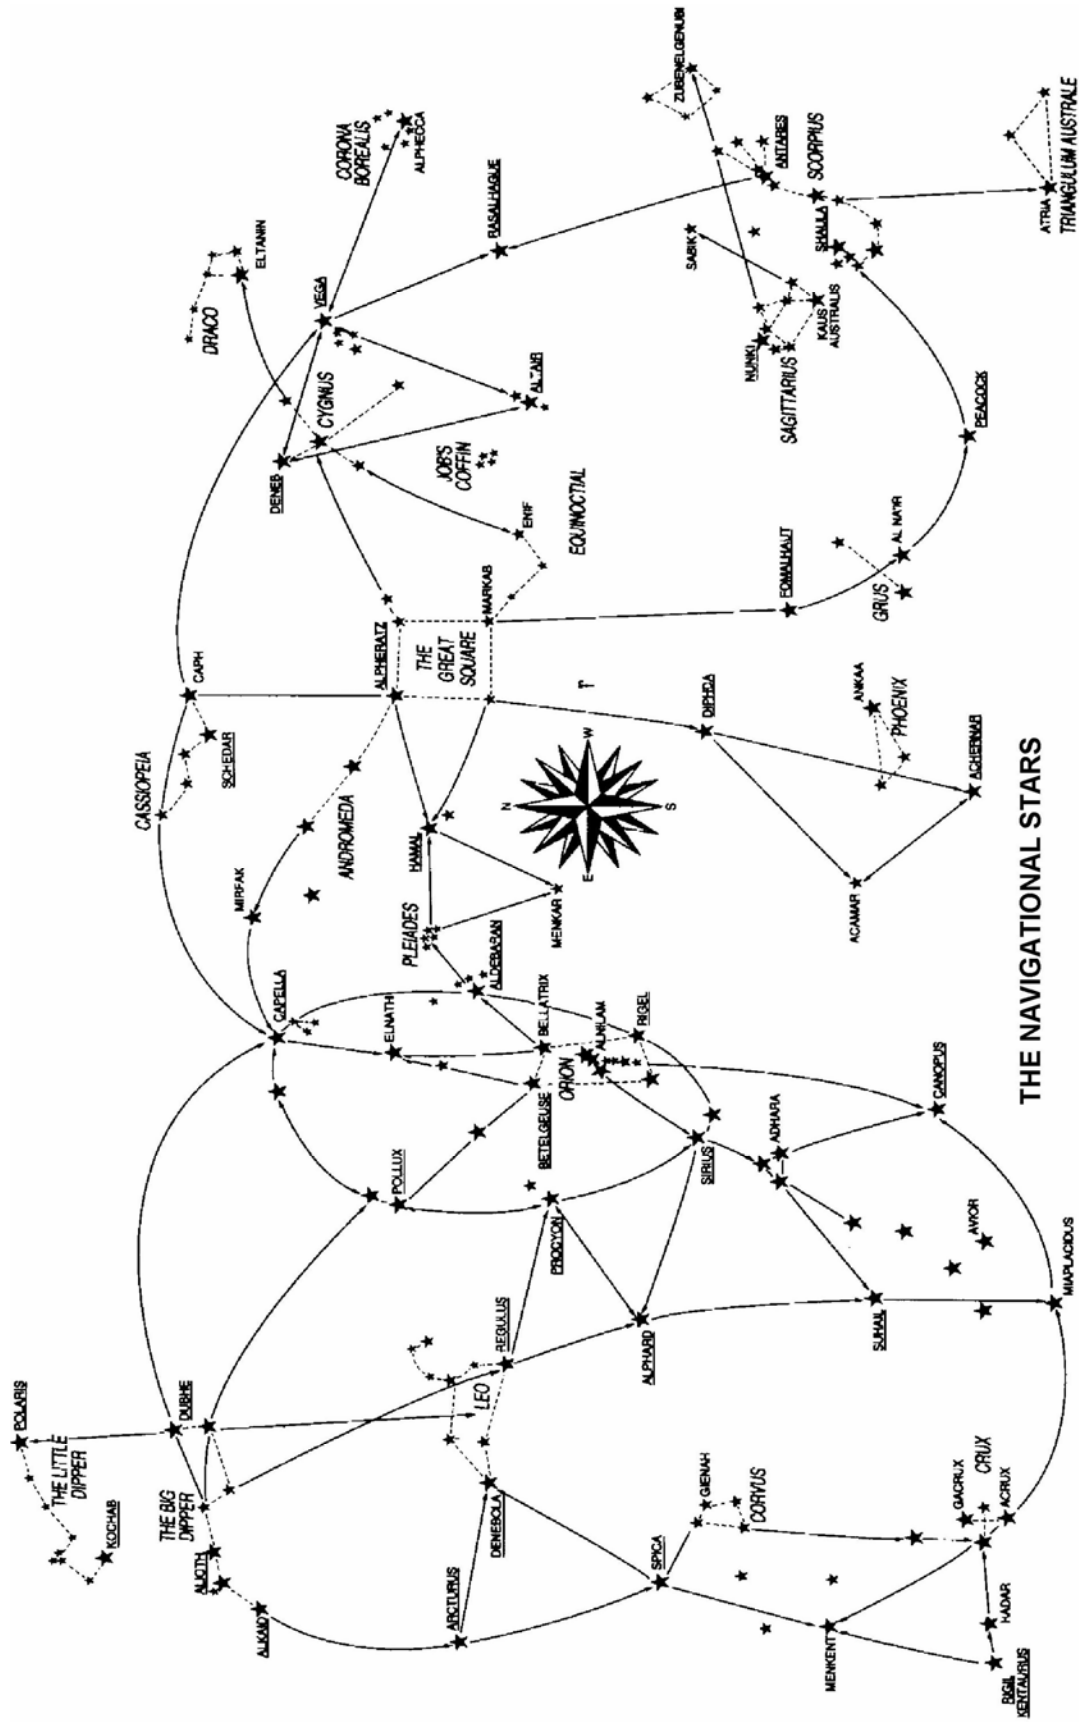 POLARIS
THE LITTLE
DIPPER
KOCHAB
DUBHE
THE BIG
DIPPER
ALIOTH
ALKAID
ARCTURUS
DENEBOLA
LEO
REGULUS
SPICA
GIENAH
CORVUS
MENKENT
GACRUX
CRUX
ACRUX
HADAR
RIGIL
KENTAURUS
CAPELLA
POLLUX
ELNATH
BETELGEUSE
BELLATRIX
ORION
ALNILAM
RIGEL
PROCYON
SIRIUS
ALPHARD
ADHARA
CANOPUS
SUHAIL
AVIOR
MIAPLACIDUS
CASSIOPEIA
CAPH
SCHEDAR
MIRFAK
ANDROMEDA
ALPHERATZ
THE
GREAT
SQUARE
MARKAB
HAMAL
PLEIADES
ALDEBARAN
MENKAR
N
E
W
S
♈
DIPHDA
ACAMAR
ANKAA
PHOENIX
ACHERNAR
DRACO
ELTANIN
CORONA
BOREALIS
ALPHECCA
VEGA
CYGNUS
DENEB
RASALHAGUE
ALTAIR
JOB'S
COFFIN
ENIF
EQUINOCTIAL
FOMALHAUT
AL NA'IR
GRUS
PEACOCK
ZUBENELGENUBI
ANTARES
SCORPIUS
SABIK
SHAULA
NUNKI
KAUS
AUSTRALIS
SAGITTARIUS
ATRIA
TRIANGULUM AUSTRALE
THE NAVIGATIONAL STARS